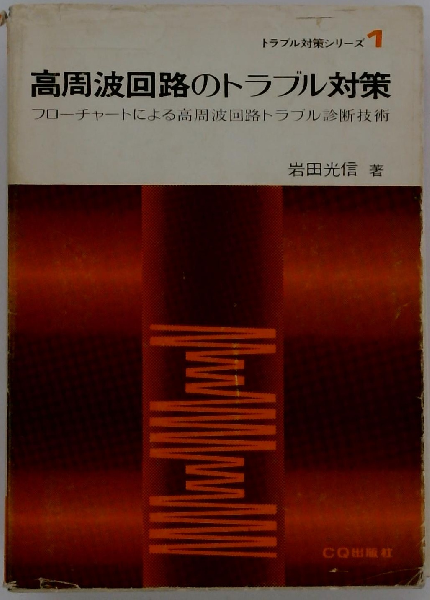 トラブル対策シリーズ1
高周波回路のトラブル対策
フローチャートによる高周波回路トラブル診断技術
岩田光信 著
CQ出版社